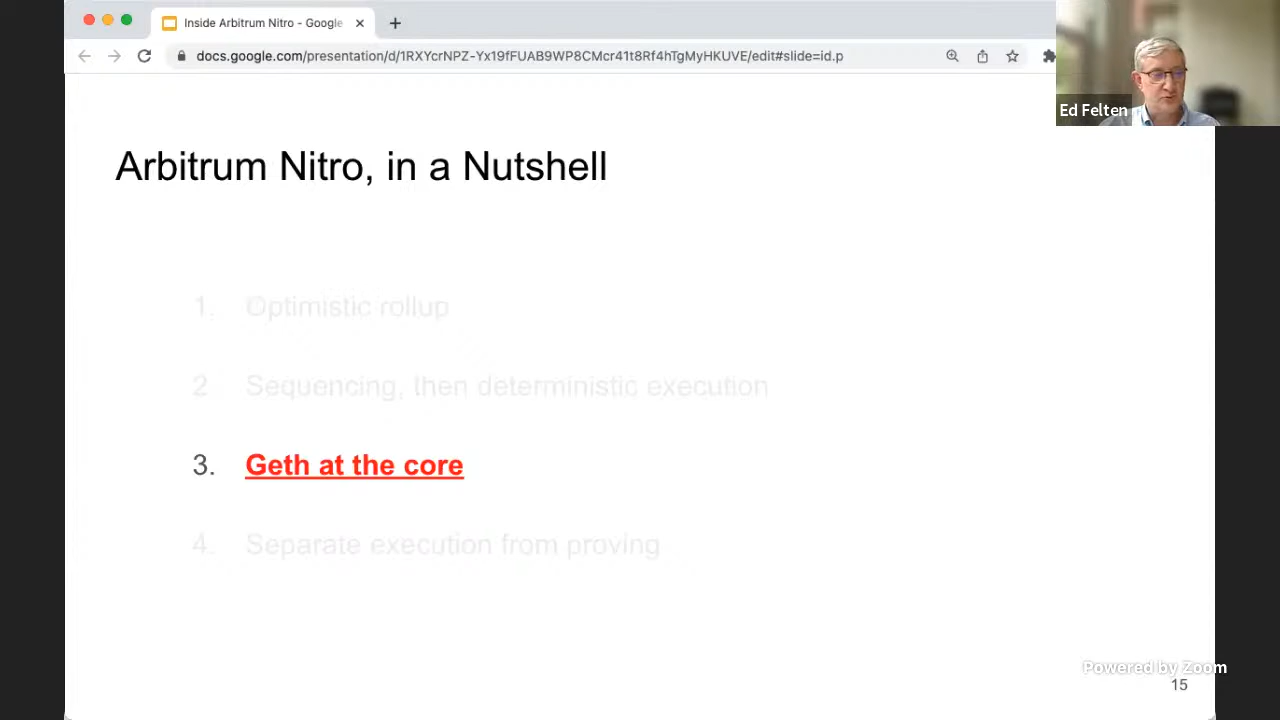 Inside Arbitrum Nitro - Google
docs.google.com/presentation/d/1RXYcrNPZ-Yx19fFUAB9WP8CMcr41t8Rf4hTgMyHKUVE/edit#slide=id.p
Ed Felten
Arbitrum Nitro, in a Nutshell
1. Optimistic rollup
2. Sequencing, then deterministic execution
3. Geth at the core
4. Separate execution from proving
Powered by Zoom
15